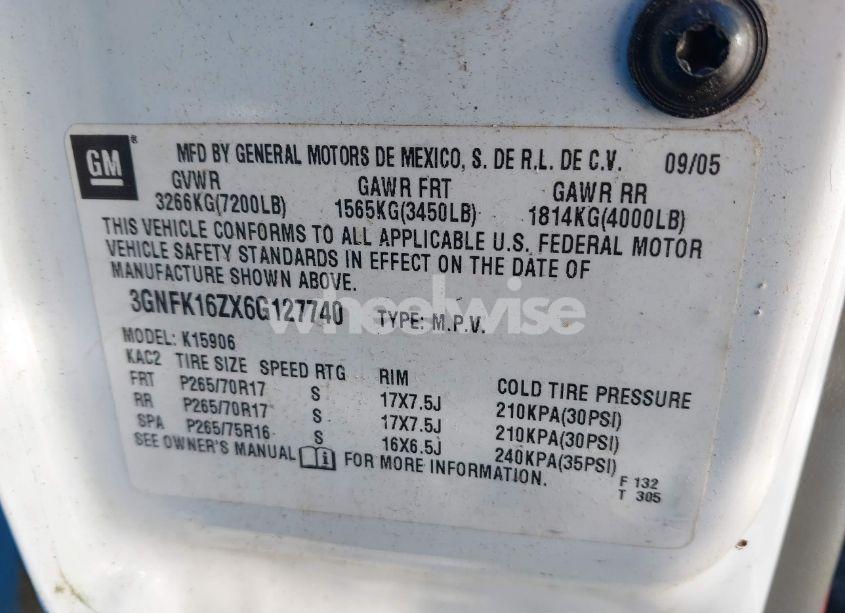 GM ®
MFD BY GENERAL MOTORS DE MEXICO, S. DE R.L. DE C.V. 09/05
GVWR GAWR FRT GAWR RR
3266KG(7200LB) 1565KG(3450LB) 1814KG(4000LB)
THIS VEHICLE CONFORMS TO ALL APPLICABLE U.S. FEDERAL MOTOR
VEHICLE SAFETY STANDARDS IN EFFECT ON THE DATE OF
MANUFACTURE SHOWN ABOVE.
3GNFK16ZX6G127740 TYPE: M.P.V.
wheelwise
MODEL: K15906
KAC2 TIRE SIZE SPEED RTG RIM COLD TIRE PRESSURE
FRT P265/70R17 S 17X7.5J 210KPA(30PSI)
RR P265/70R17 S 17X7.5J 210KPA(30PSI)
SPA P265/75R16 S 16X6.5J 240KPA(35PSI)
SEE OWNER'S MANUAL i FOR MORE INFORMATION.
F 132
T 305